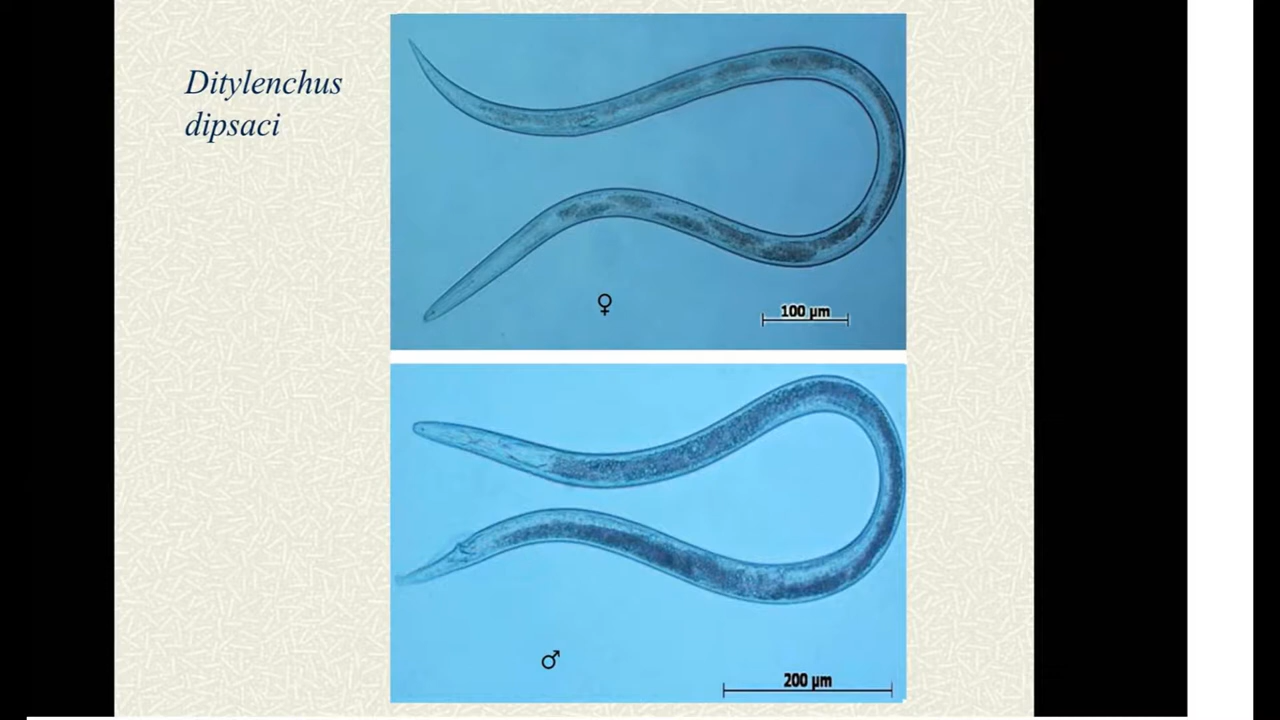 Ditylenchus
dipsaci
♀
100 µm
♂
200 µm